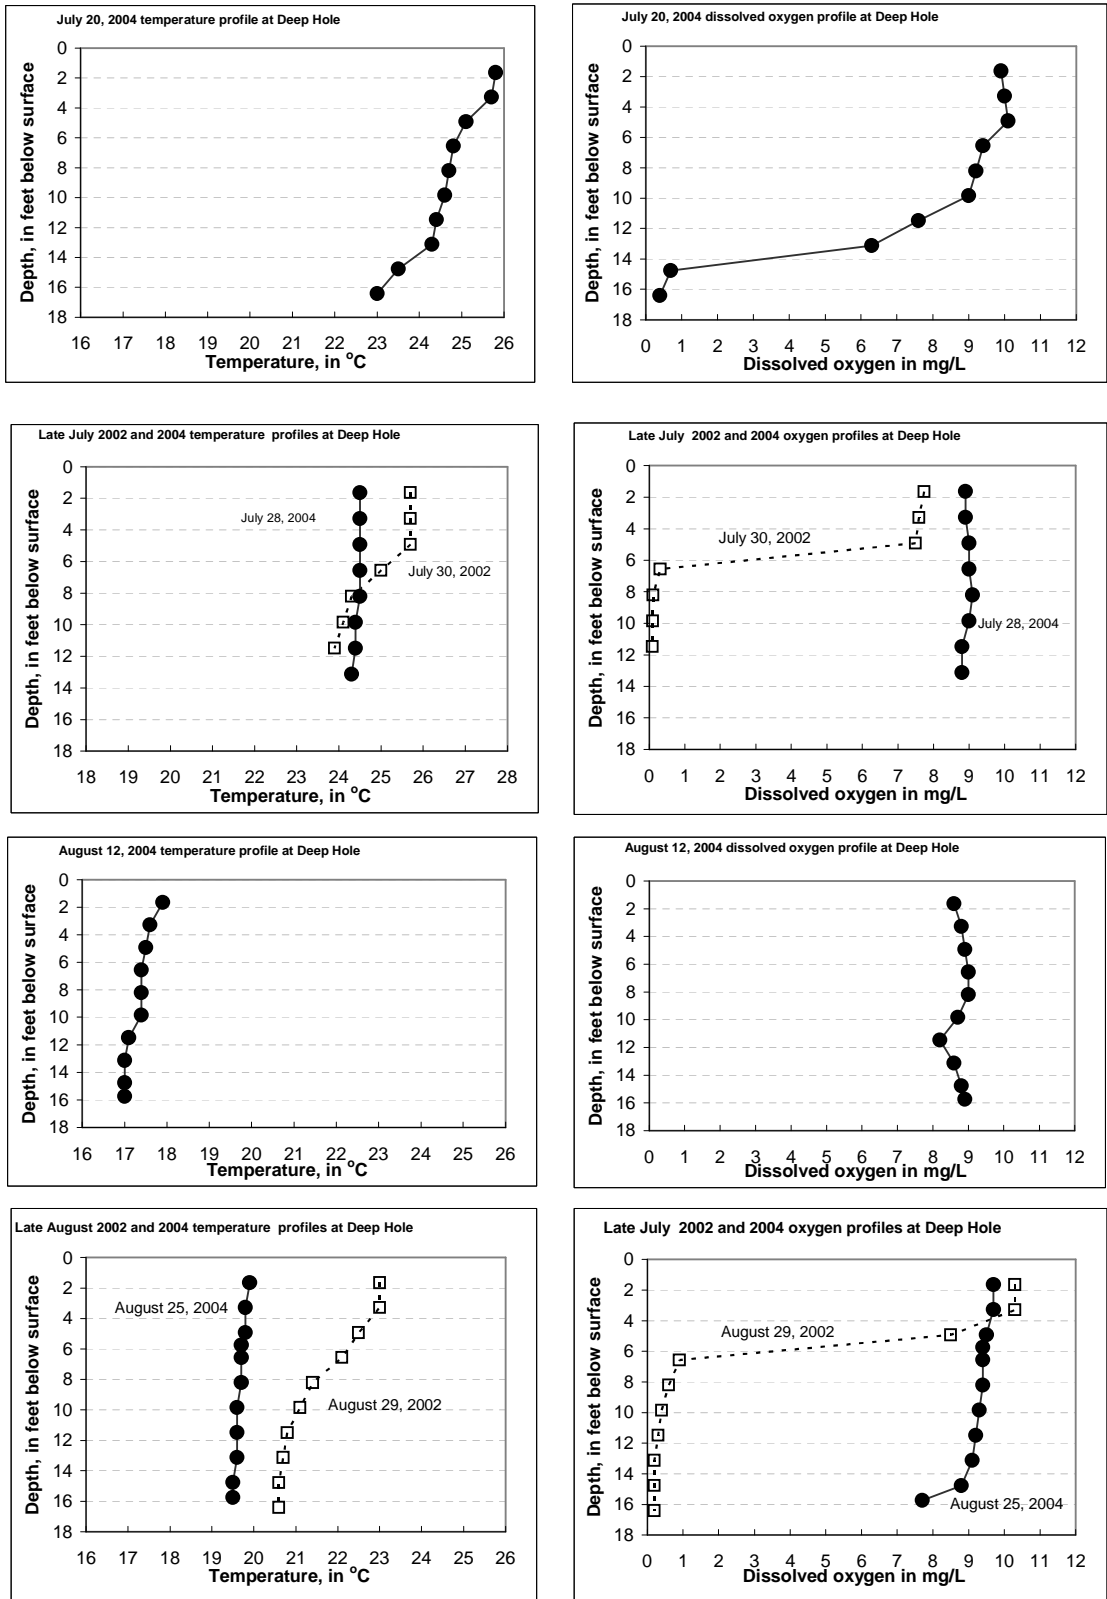 July 20, 2004 temperature profile at Deep Hole
0
2
4
6
8
10
12
14
16
18
Depth, in feet below surface
16 17 18 19 20 21 22 23 24 25 26
Temperature, in oC
July 20, 2004 dissolved oxygen profile at Deep Hole
0
2
4
6
8
10
12
14
16
18
Depth, in feet below surface
0 1 2 3 4 5 6 7 8 9 10 11 12
Dissolved oxygen in mg/L
Late July 2002 and 2004 temperature profiles at Deep Hole
0
2
4
6
8
10
12
14
16
18
Depth, in feet below surface
July 28, 2004
July 30, 2002
18 19 20 21 22 23 24 25 26 27 28
Temperature, in oC
Late July 2002 and 2004 oxygen profiles at Deep Hole
0
2
4
6
8
10
12
14
16
18
Depth, in feet below surface
July 30, 2002
July 28, 2004
0 1 2 3 4 5 6 7 8 9 10 11 12
Dissolved oxygen in mg/L
August 12, 2004 temperature profile at Deep Hole
0
2
4
6
8
10
12
14
16
18
Depth, in feet below surface
16 17 18 19 20 21 22 23 24 25 26
Temperature, in oC
August 12, 2004 dissolved oxygen profile at Deep Hole
0
2
4
6
8
10
12
14
16
18
Depth, in feet below surface
0 1 2 3 4 5 6 7 8 9 10 11 12
Dissolved oxygen in mg/L
Late August 2002 and 2004 temperature profiles at Deep Hole
0
2
4
6
8
10
12
14
16
18
Depth, in feet below surface
August 25, 2004
August 29, 2002
16 17 18 19 20 21 22 23 24 25 26
Temperature, in oC
Late July 2002 and 2004 oxygen profiles at Deep Hole
0
2
4
6
8
10
12
14
16
18
Depth, in feet below surface
August 29, 2002
August 25, 2004
0 1 2 3 4 5 6 7 8 9 10 11 12
Dissolved oxygen in mg/L